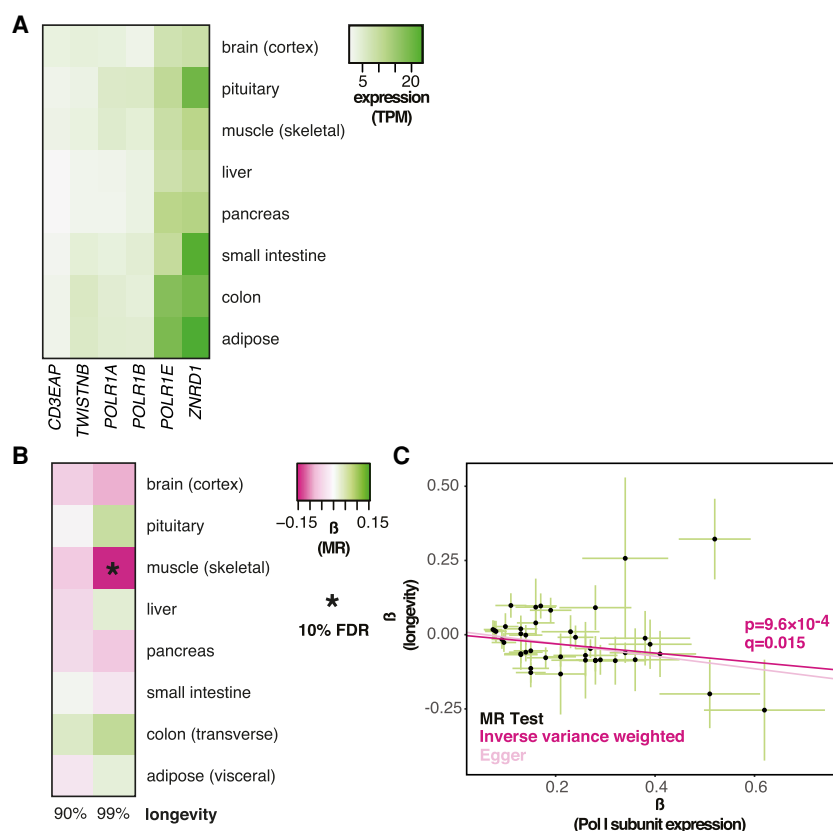 A
brain (cortex)
pituitary
muscle (skeletal)
liver
pancreas
small intestine
colon
adipose
5 20
expression
(TPM)
CD3EAP
TWISTNB
POLR1A
POLR1B
POLR1E
ZNRD1
B
brain (cortex)
pituitary
muscle (skeletal)
liver
pancreas
small intestine
colon (transverse)
adipose (visceral)
90% 99% longevity
−0.15 0.15
ß
(MR)
*
*
10% FDR
C
ß
(longevity)
0.50
0.25
0.00
-0.25
p=9.6×10⁻⁴
q=0.015
MR Test
Inverse variance weighted
Egger
0.2 0.4 0.6
ß
(Pol I subunit expression)